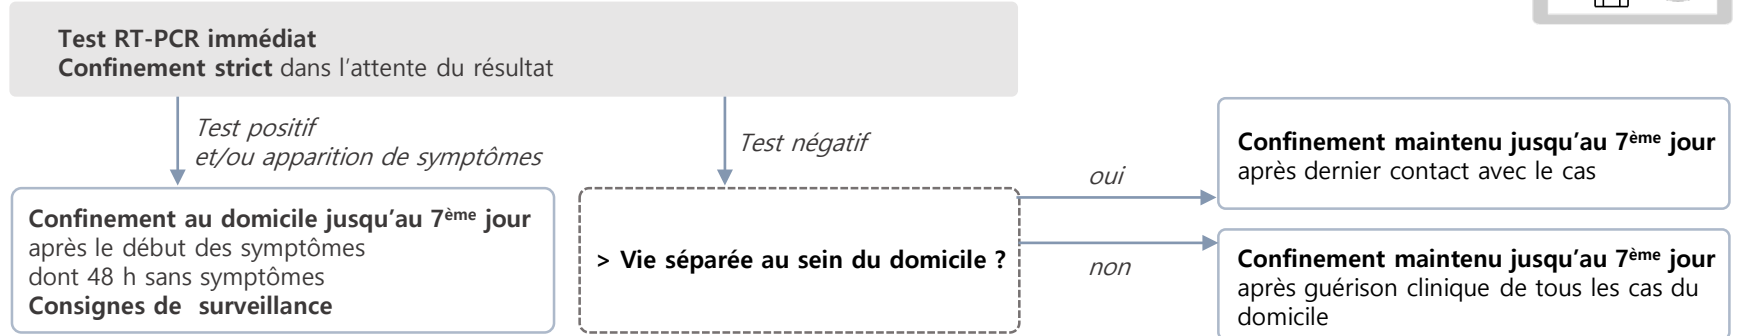 Test RT-PCR immédiat
Confinement strict dans l'attente du résultat
Test positif
et/ou apparition de symptômes
Test négatif
Confinement au domicile jusqu'au 7ème jour
après le début des symptômes
dont 48 h sans symptômes
Consignes de surveillance
> Vie séparée au sein du domicile ?
oui
non
Confinement maintenu jusqu'au 7ème jour
après dernier contact avec le cas
Confinement maintenu jusqu'au 7ème jour
après guérison clinique de tous les cas du
domicile